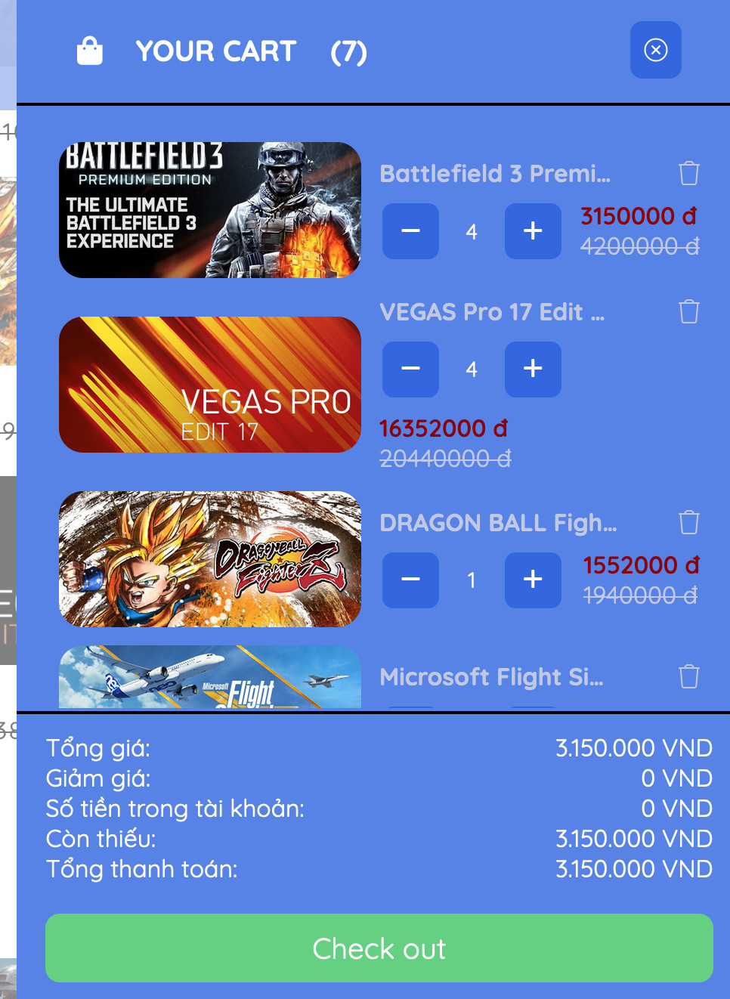 YOUR CART (7)
BATTLEFIELD 3
PREMIUM EDITION
THE ULTIMATE
BATTLEFIELD 3
EXPERIENCE
Battlefield 3 Premi...
4
3150000 đ
4200000 đ
VEGAS PRO
EDIT 17
VEGAS Pro 17 Edit ...
4
16352000 đ
20440000 đ
DRAGONBALL
FighterZ
DRAGON BALL Figh...
1
1552000 đ
1940000 đ
Microsoft
Flight
Microsoft Flight Si...
Tổng giá: 3.150.000 VND
Giảm giá: 0 VND
Số tiền trong tài khoản: 0 VND
Còn thiếu: 3.150.000 VND
Tổng thanh toán: 3.150.000 VND
Check out